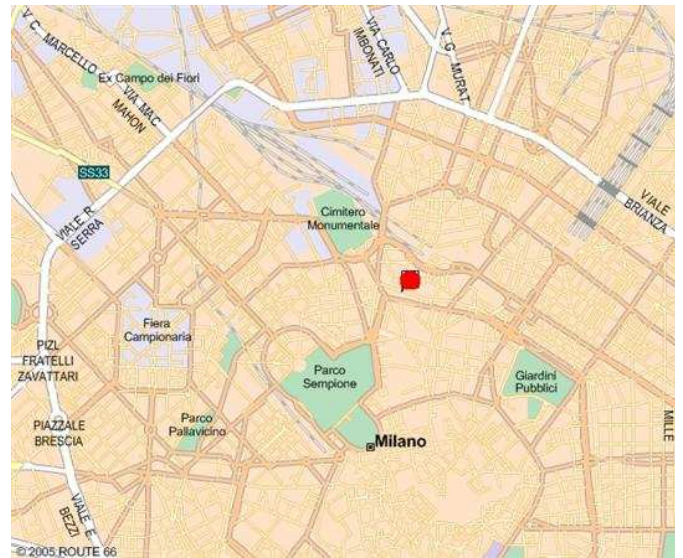 V. C. MARCELLO
VIA MAC
MAHON
Ex Campo dei Fiori
VIA CARLO
IMBONATI
V. G. MURAT
SS33
VIALE R
SERRA
Cimitero
Monumentale
VIALE
BRIANZA
Fiera
Campionaria
PIZL
FRATELLI
ZAVATTARI
Parco
Sempione
Giardini
Pubblici
PIAZZALE
BRESCIA
Parco
Pallavicino
Milano
MILLE
VIALE E
BEZZI
© 2005 ROUTE 66